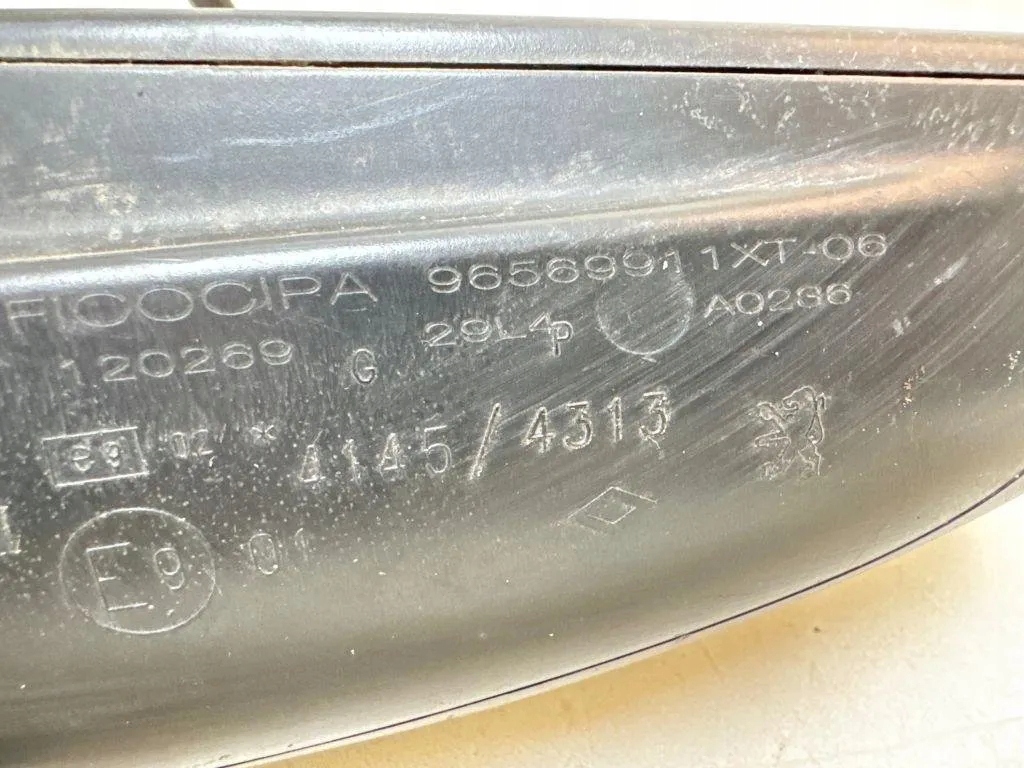 FICOCIPA 96569911XT-06
120269 G 29L4P A0286
e9 02 * 4145/4313
E9 01